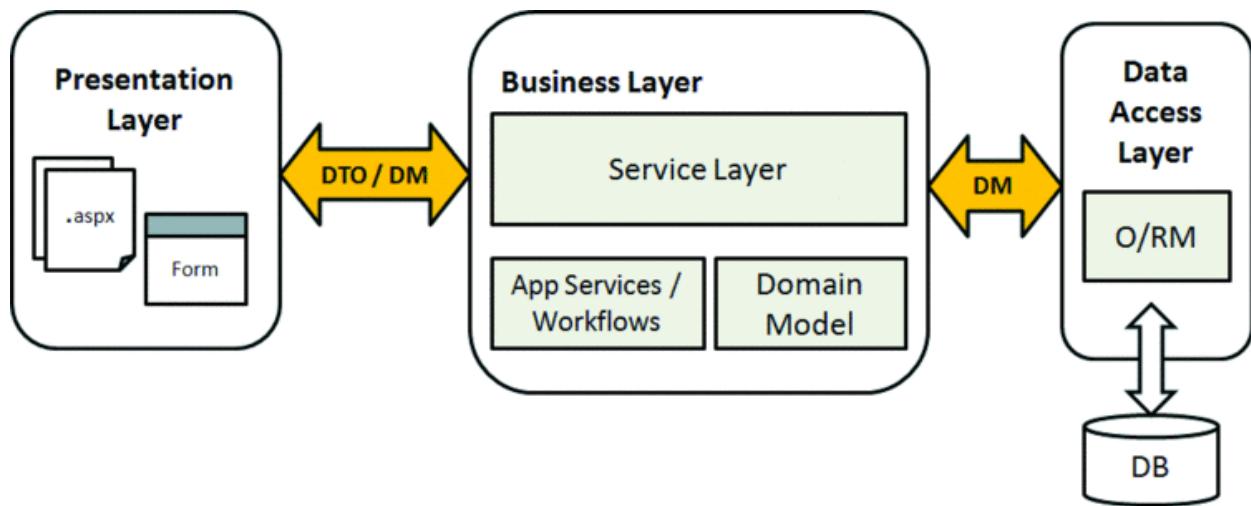 Presentation
Layer
.aspx
Form
DTO / DM
Business Layer
Service Layer
App Services /
Workflows
Domain
Model
DM
Data
Access
Layer
O/RM
DB